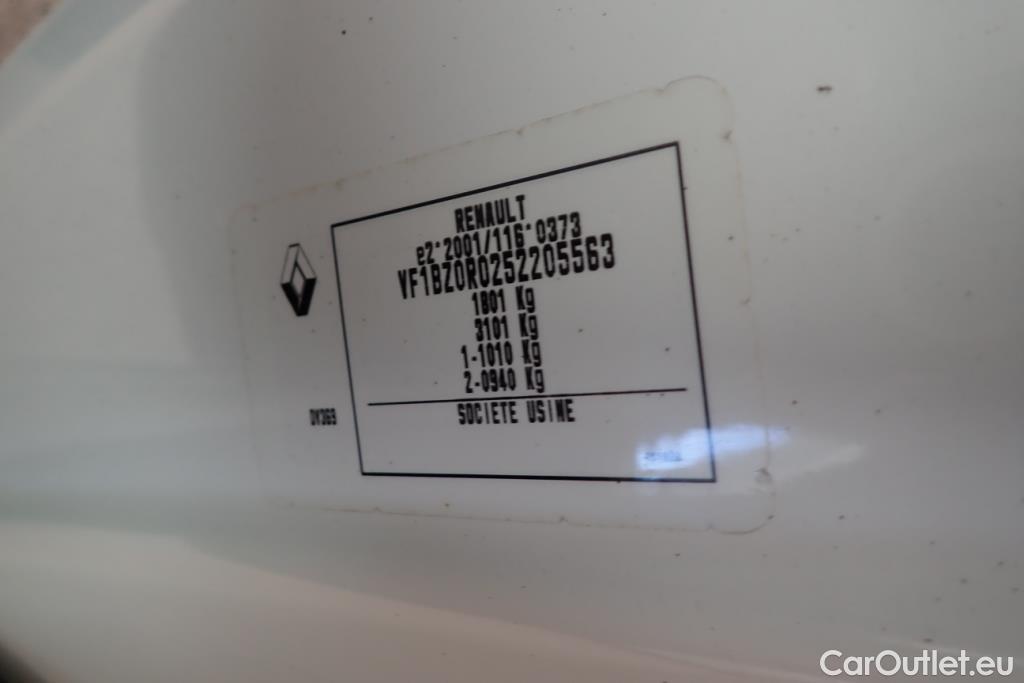 RENAULT
e2*2001/116*0373
VF1BZ0R0252205563
1801 Kg
3101 Kg
1-1010 Kg
2-0940 Kg
DV369
SOCIETE USINE
CarOutlet.eu